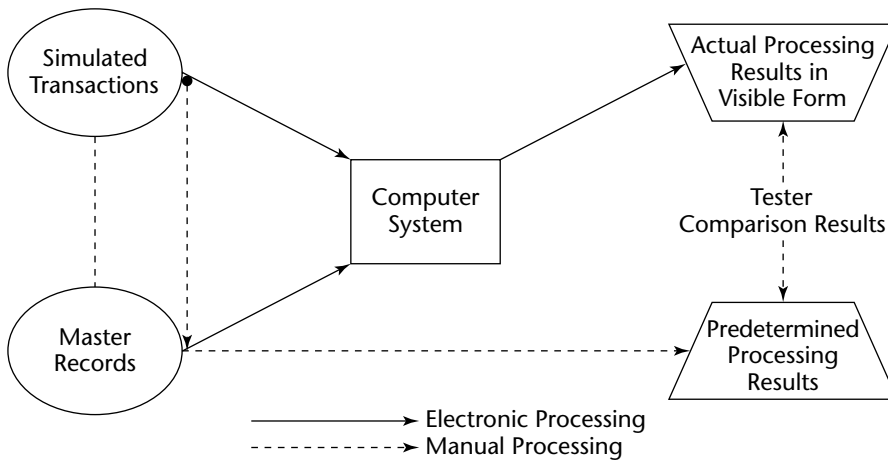 Simulated
Transactions
Actual Processing
Results in
Visible Form
Computer
System
Tester
Comparison Results
Master
Records
Predetermined
Processing
Results
Electronic Processing
Manual Processing